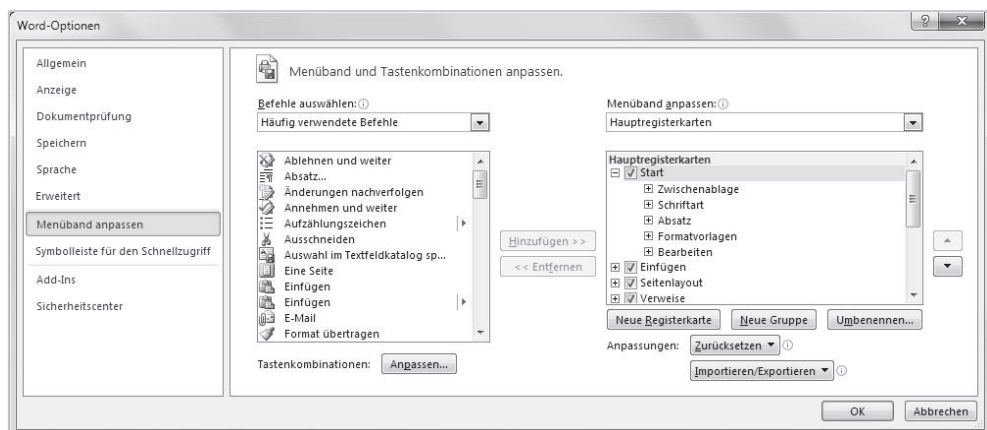 Word-Optionen
Allgemein
Anzeige
Dokumentprüfung
Speichern
Sprache
Erweitert
Menüband anpassen
Symbolleiste für den Schnellzugriff
Add-Ins
Sicherheitscenter
Menüband und Tastenkombinationen anpassen.
Befehle auswählen:
Häufig verwendete Befehle
Ablehnen und weiter
Absatz...
Änderungen nachverfolgen
Annehmen und weiter
Aufzählungszeichen
Ausschneiden
Auswahl im Textfeldkatalog sp...
Eine Seite
Einfügen
Einfügen
E-Mail
Format übertragen
Tastenkombinationen: Anpassen...
Hinzufügen >>
<< Entfernen
Menüband anpassen:
Hauptregisterkarten
Hauptregisterkarten
Start
Zwischenablage
Schriftart
Absatz
Formatvorlagen
Bearbeiten
Einfügen
Seitenlayout
Verweise
Neue Registerkarte Neue Gruppe Umbenennen...
Anpassungen: Zurücksetzen
Importieren/Exportieren
OK Abbrechen